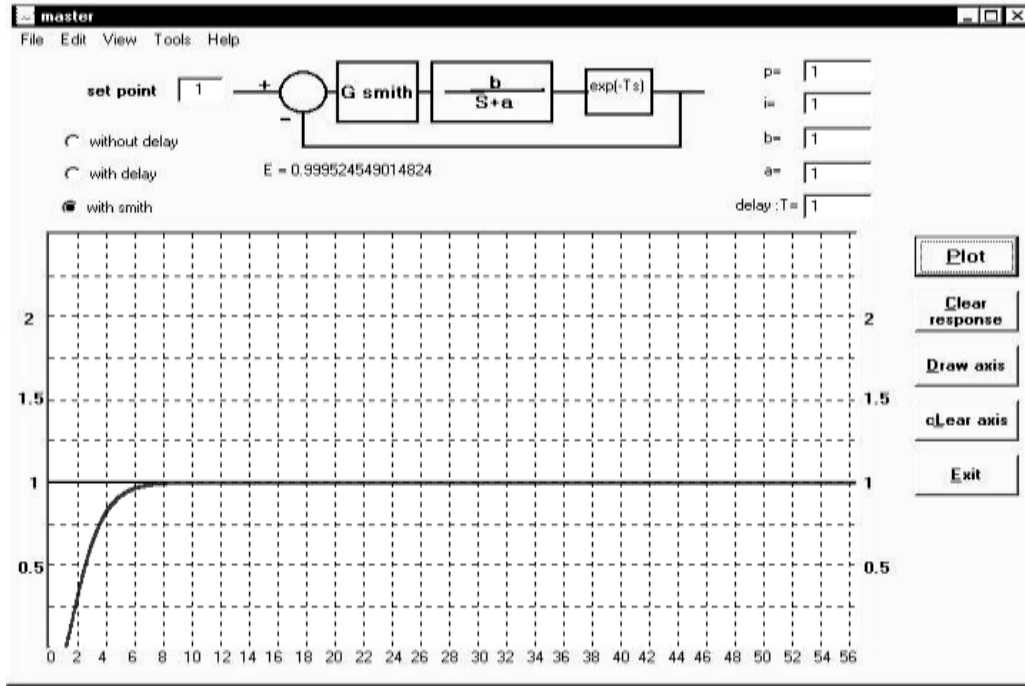 master
File Edit View Tools Help
set point 1 + - G smith b S+a exp(-Ts)
p= 1
i= 1
b= 1
a= 1
delay :T= 1
without delay
with delay
with smith
E = 0.999524549014824
2 2
1.5 1.5
1 1
0.5 0.5
0 2 4 6 8 10 12 14 16 18 20 22 24 26 28 30 32 34 36 38 40 42 44 46 48 50 52 54 56
Plot
Clear
response
Draw axis
cLear axis
Exit